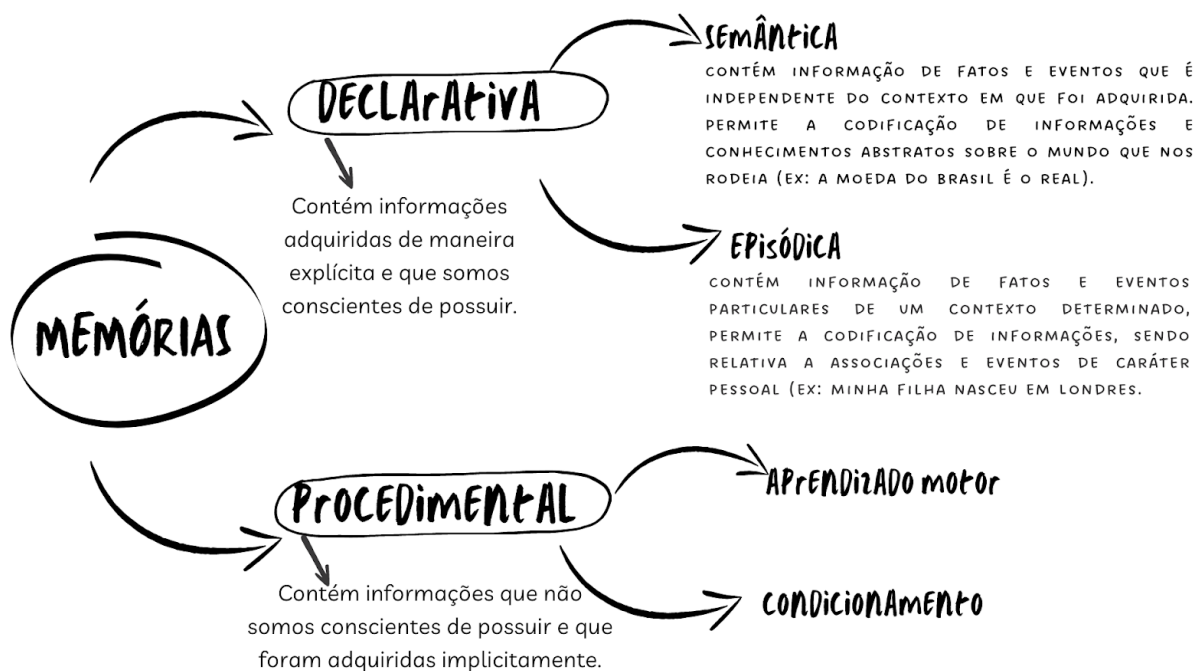 MEMÓRIAS
DECLArAtivA
Contém informações
adquiridas de maneira
explícita e que somos
conscientes de possuir.
SEmÂntiCA
CONTÉM INFORMAÇÃO DE FATOS E EVENTOS QUE É
INDEPENDENTE DO CONTEXTO EM QUE FOI ADQUIRIDA.
PERMITE A CODIFICAÇÃO DE INFORMAÇÕES E
CONHECIMENTOS ABSTRATOS SOBRE O MUNDO QUE NOS
RODEIA (EX: A MOEDA DO BRASIL É O REAL).
EPisÓDiCA
CONTÉM INFORMAÇÃO DE FATOS E EVENTOS
PARTICULARES DE UM CONTEXTO DETERMINADO,
PERMITE A CODIFICAÇÃO DE INFORMAÇÕES, SENDO
RELATIVA A ASSOCIAÇÕES E EVENTOS DE CARÁTER
PESSOAL (EX: MINHA FILHA NASCEU EM LONDRES.
ProCEDimEntAL
Contém informações que não
somos conscientes de possuir e que
foram adquiridas implicitamente.
APrEnDizADo motor
ConDiCionAmEnto